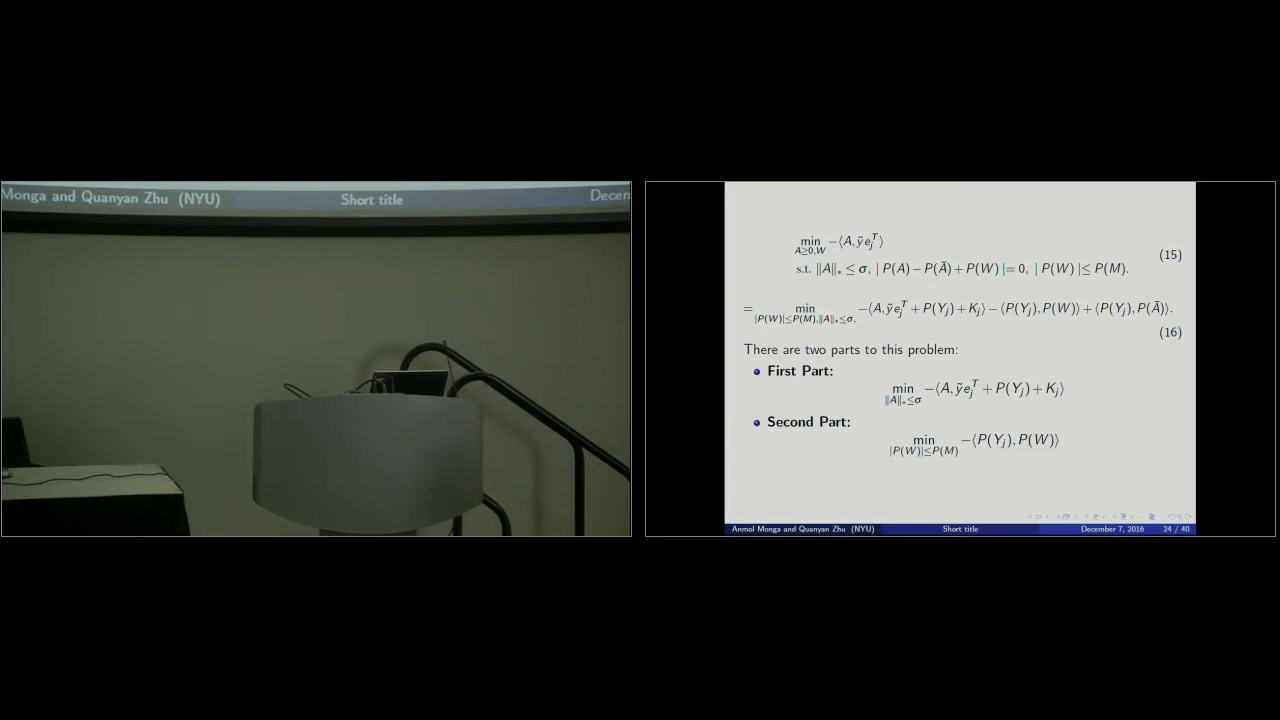 Monga and Quanyan Zhu (NYU) Short title Decem
min −⟨A, ỹe_j^T⟩
A≥0,W
s.t. ‖A‖_* ≤ σ, | P(A) − P(Ā) + P(W) |= 0, | P(W) |≤ P(M).
(15)
= min −⟨A, ỹe_j^T + P(Y_j) + K_j⟩ − ⟨P(Y_j), P(W)⟩ + ⟨P(Y_j), P(Ā)⟩.
|P(W)|≤P(M),‖A‖_*≤σ,
(16)
There are two parts to this problem:
First Part:
min −⟨A, ỹe_j^T + P(Y_j) + K_j⟩
‖A‖_*≤σ
Second Part:
min −⟨P(Y_j), P(W)⟩
|P(W)|≤P(M)
Anmol Monga and Quanyan Zhu (NYU) Short title December 7, 2016 24 / 40